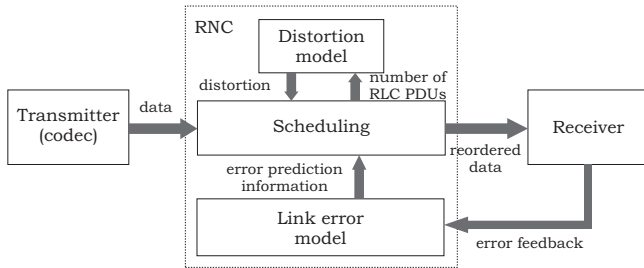 RNC
Distortion
model
distortion
number of
RLC PDUs
Transmitter
(codec)
data
Scheduling
reordered
data
Receiver
error prediction
information
Link error
model
error feedback